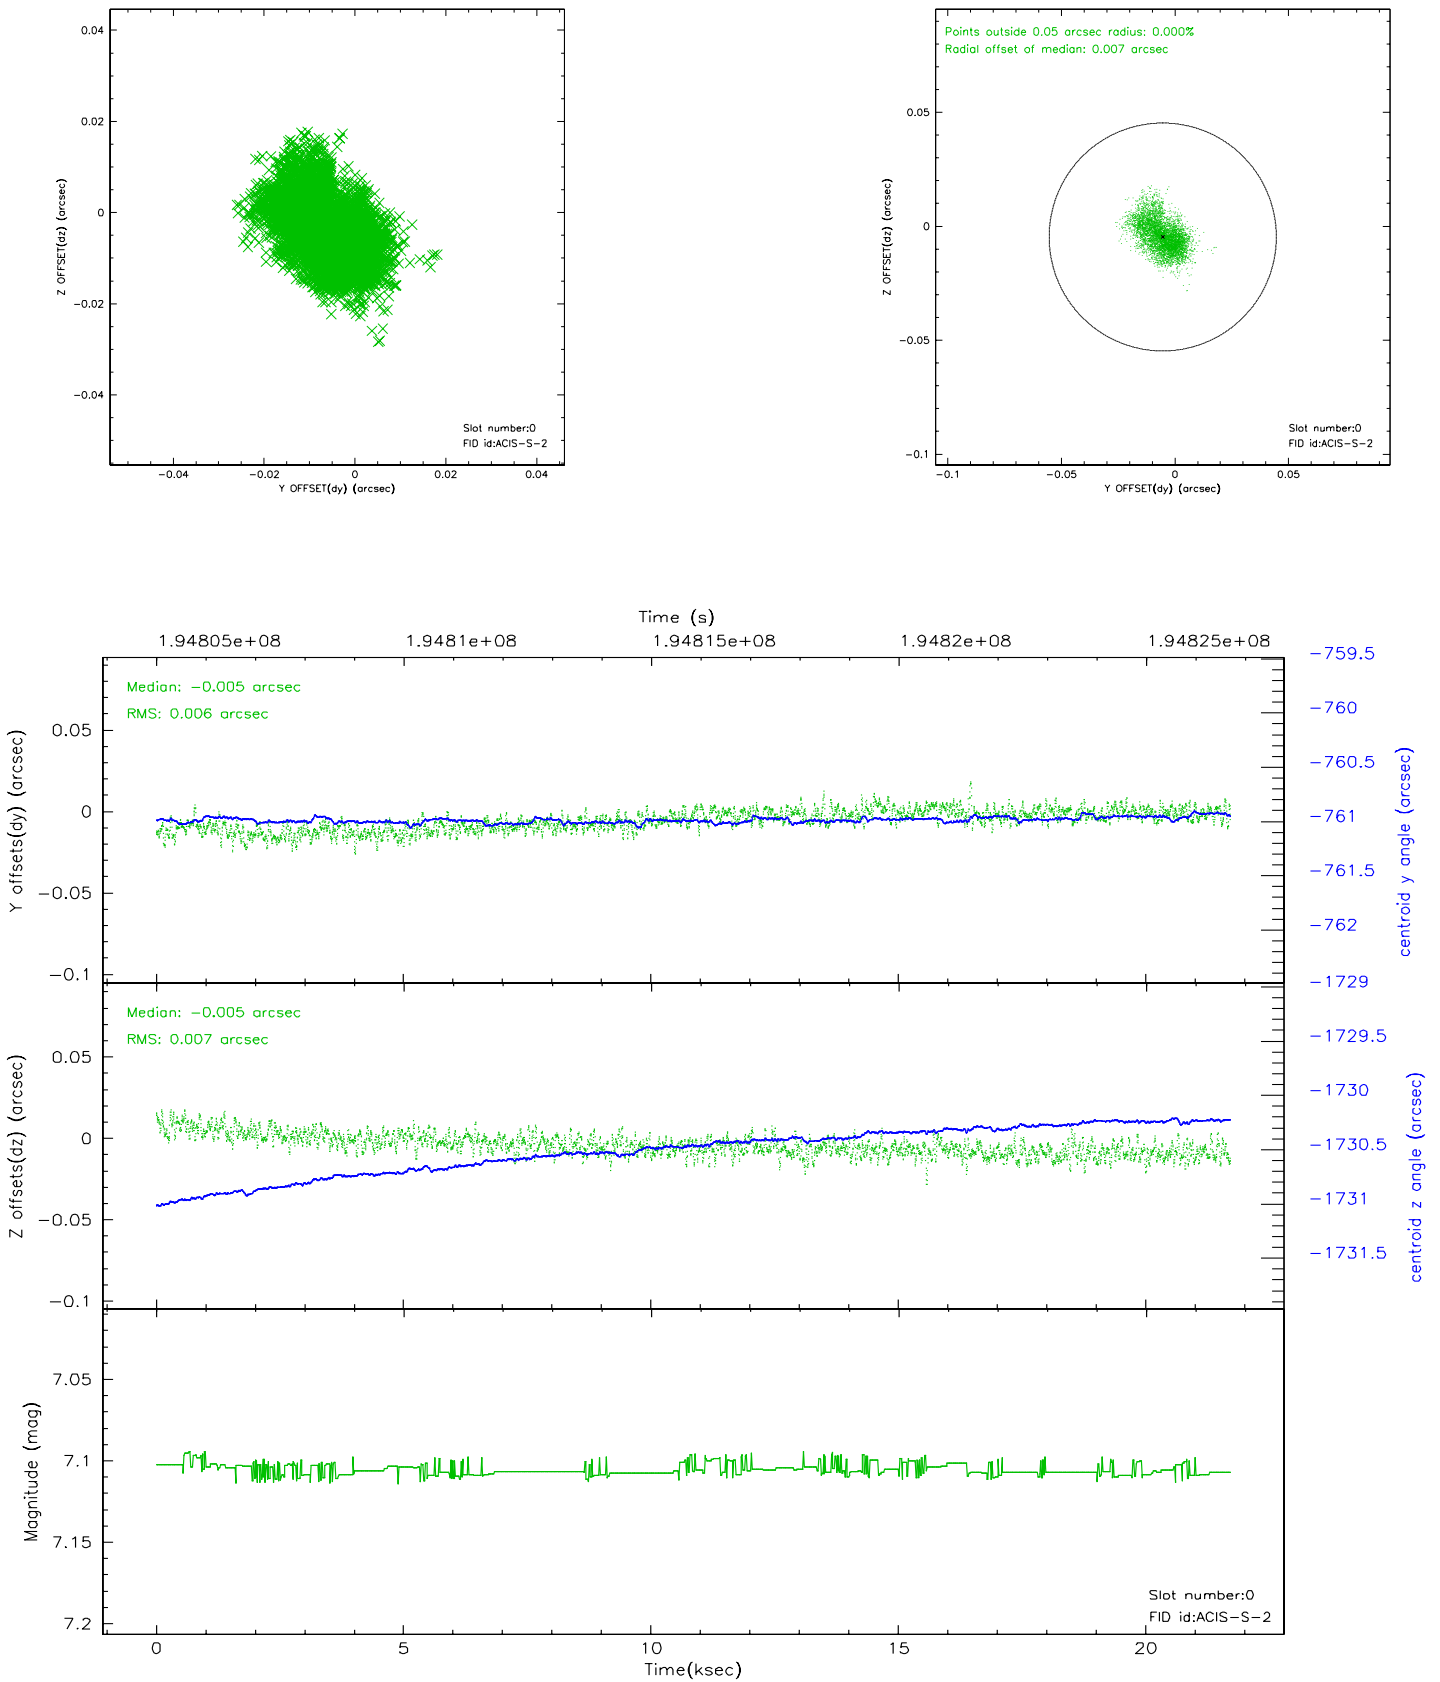 0.04
0.02
0
−0.02
−0.04
−0.04
−0.02
0
0.02
0.04
Z OFFSET(dz) (arcsec)
Y OFFSET(dy) (arcsec)
Slot number:0
FID id:ACIS−S−2
Points outside 0.05 arcsec radius: 0.000%
Radial offset of median: 0.007 arcsec
0.05
0
−0.05
−0.1
−0.1
−0.05
0
0.05
Z OFFSET(dz) (arcsec)
Y OFFSET(dy) (arcsec)
Slot number:0
FID id:ACIS−S−2
Time (s)
1.94805e+08
1.9481e+08
1.94815e+08
1.9482e+08
1.94825e+08
Median: −0.005 arcsec
RMS: 0.006 arcsec
0.05
0
−0.05
−0.1
Y offsets(dy) (arcsec)
−759.5
−760
−760.5
−761
−761.5
−762
centroid y angle (arcsec)
Median: −0.005 arcsec
RMS: 0.007 arcsec
0.05
0
−0.05
−0.1
Z offsets(dz) (arcsec)
−1729
−1729.5
−1730
−1730.5
−1731
−1731.5
centroid z angle (arcsec)
7.05
7.1
7.15
7.2
Magnitude (mag)
Slot number:0
FID id:ACIS−S−2
0
5
10
15
20
Time(ksec)